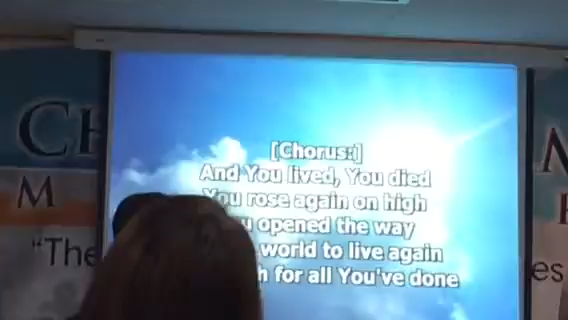 [Chorus:]
And You lived, You died
You rose again on high
opened the way
world to live again
for all You've done
CH
M
"The
es